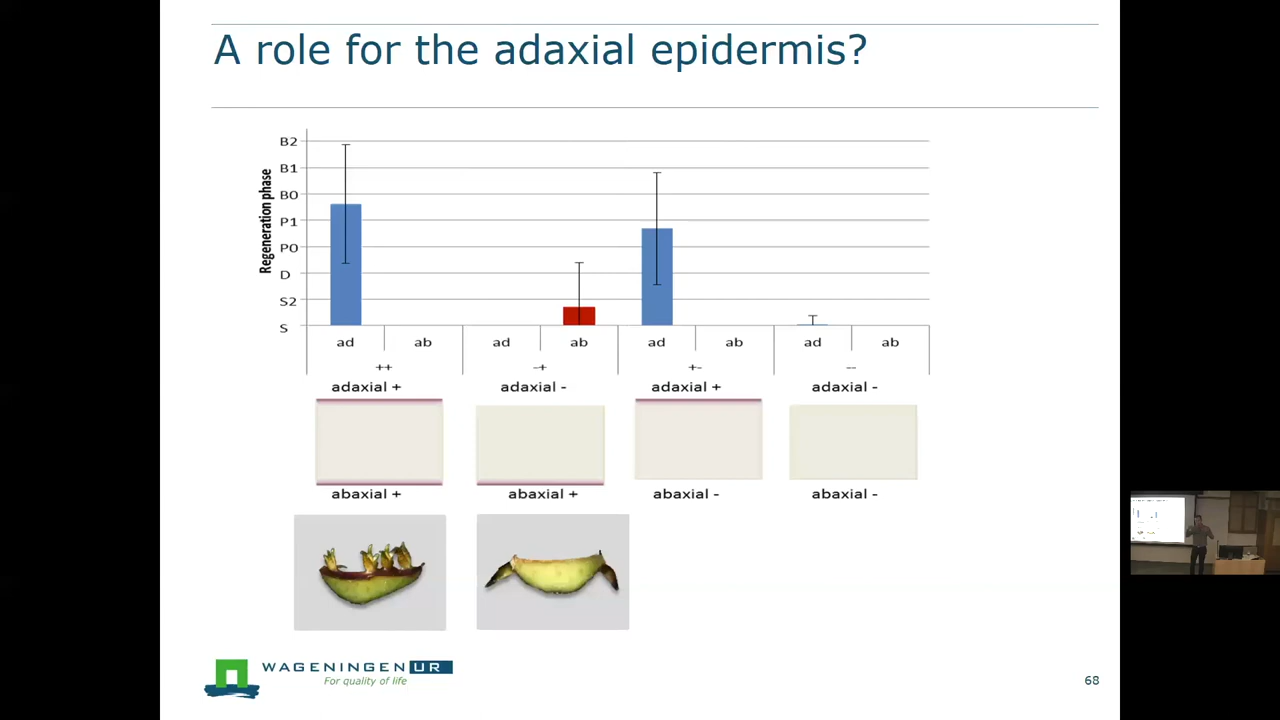 A role for the adaxial epidermis?
Regeneration phase
B2
B1
B0
P1
P0
D
S2
S
ad ab ad ab ad ab ad ab
++ -+ +- --
adaxial + adaxial - adaxial + adaxial -
abaxial + abaxial + abaxial - abaxial -
WAGENINGEN UR
For quality of life
68